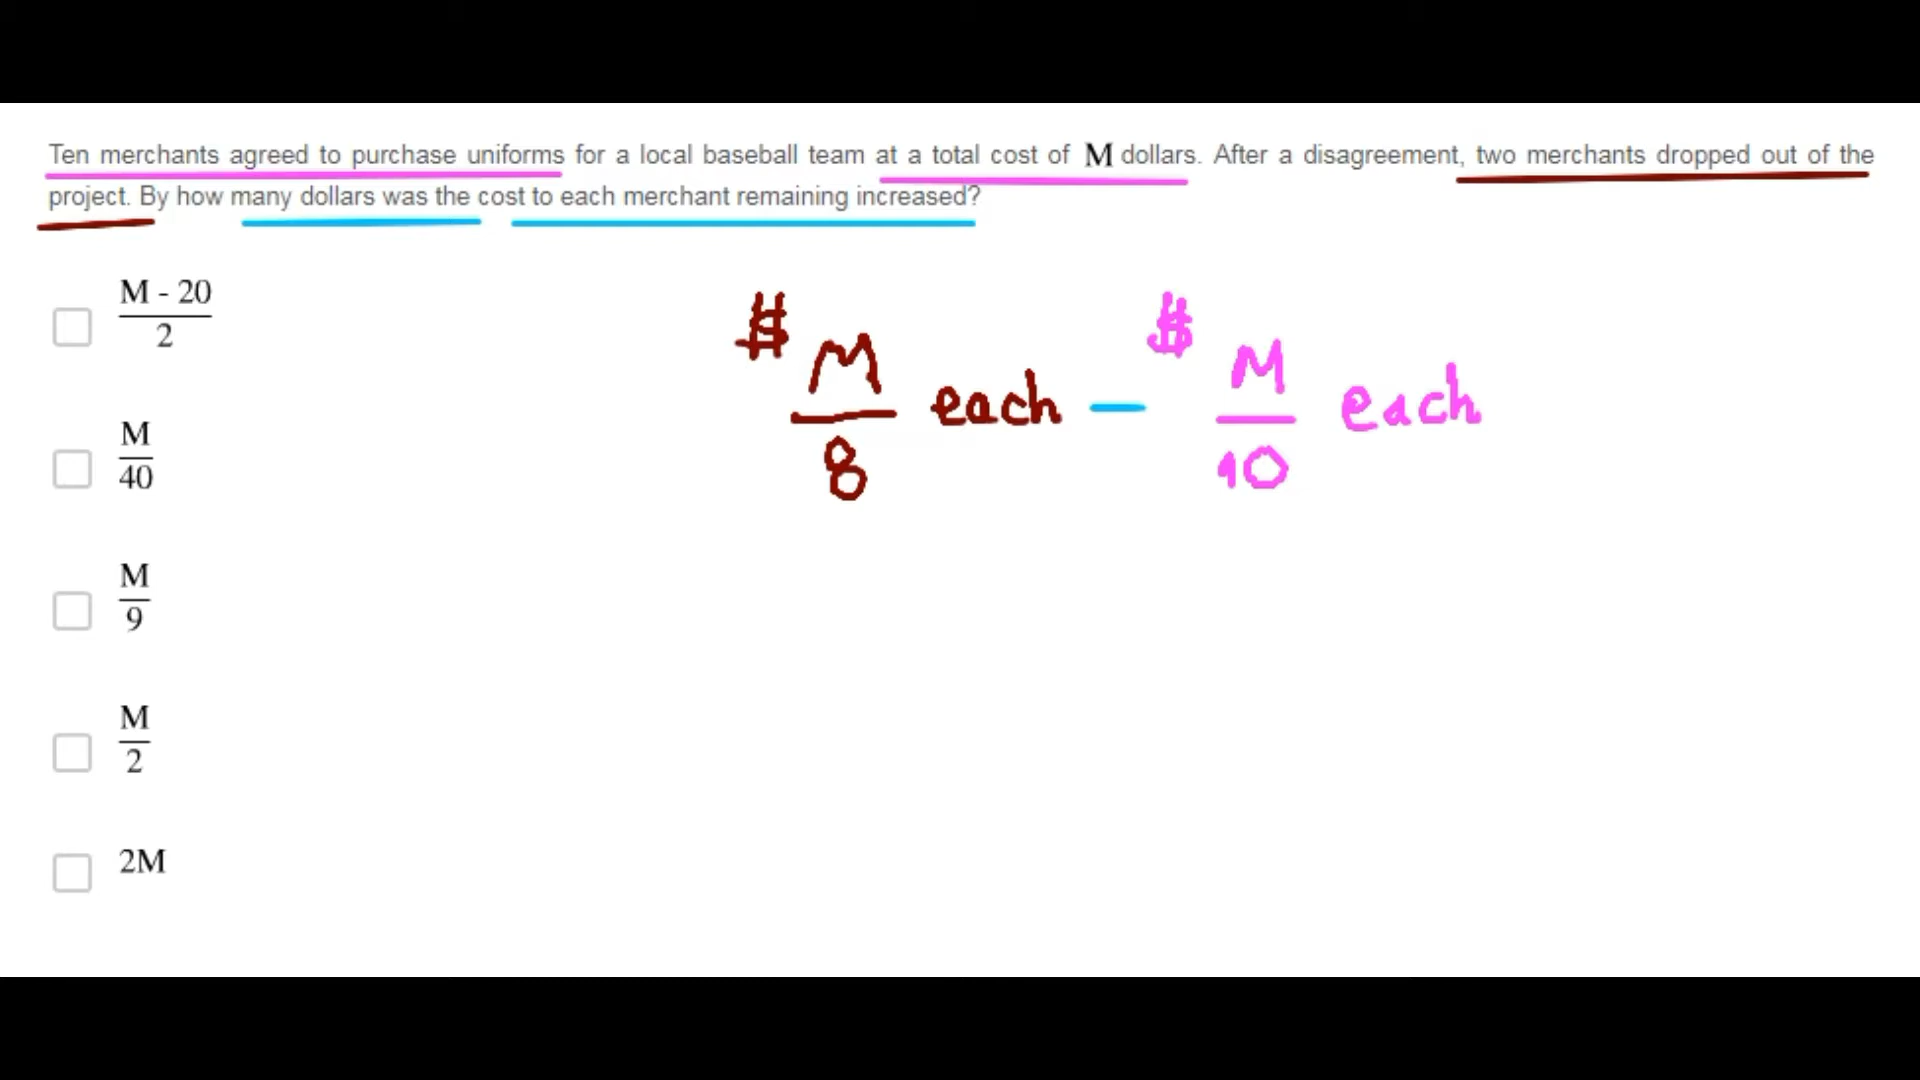 Ten merchants agreed to purchase uniforms for a local baseball team at a total cost of M dollars. After a disagreement, two merchants dropped out of the
project. By how many dollars was the cost to each merchant remaining increased?
M - 20
2
M
40
M
9
M
2
2M
$ M each - $ M each
8 10